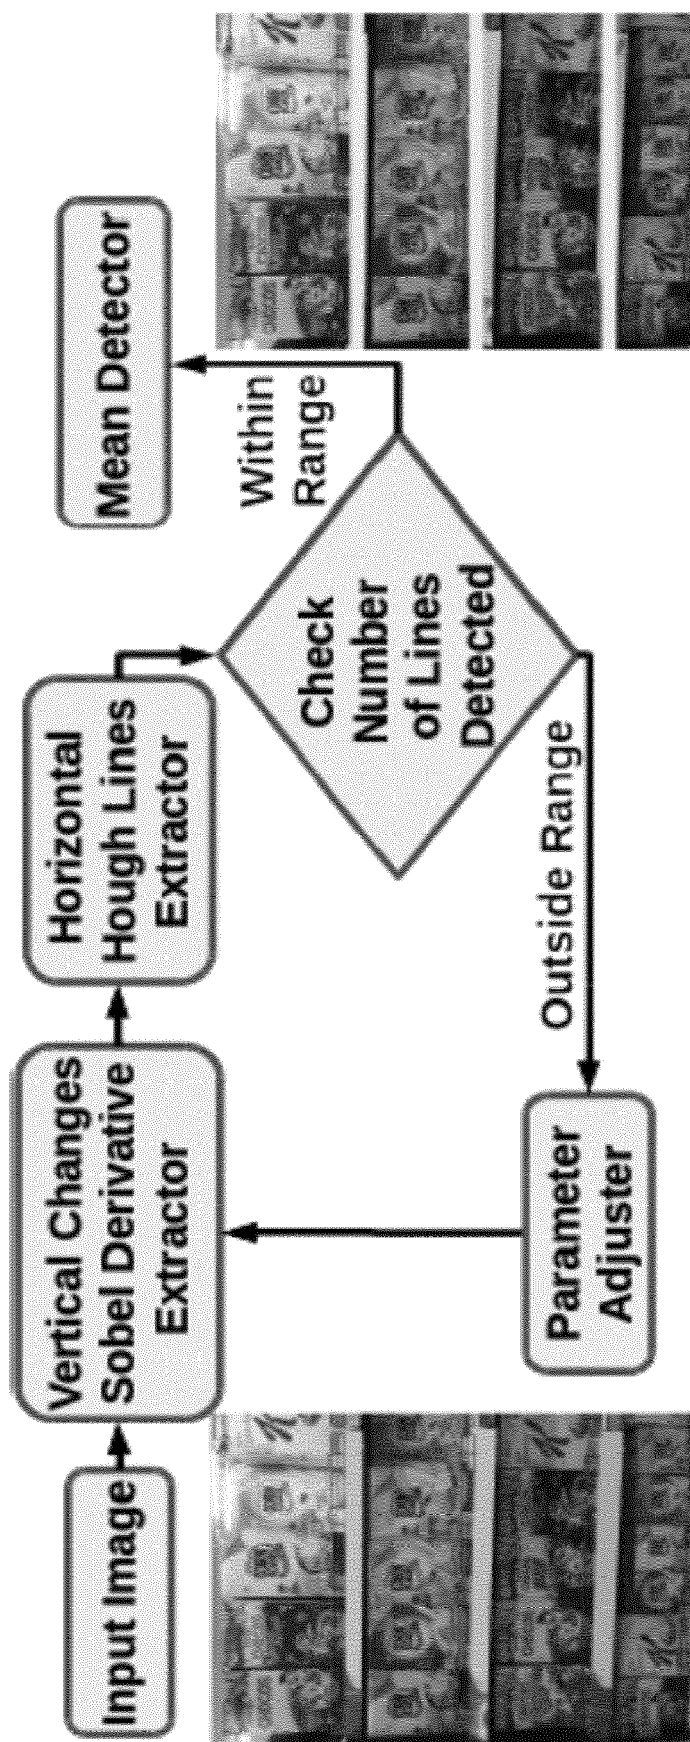 Input Image
Vertical Changes
Sobel Derivative
Extractor
Horizontal
Hough Lines
Extractor
Check
Number
of Lines
Detected
Within
Range
Mean Detector
Outside Range
Parameter
Adjuster